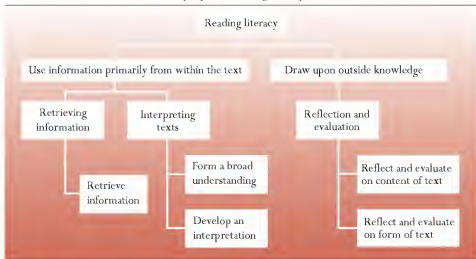 Reading literacy
Use information primarily from within the text
Draw upon outside knowledge
Retrieving
information
Interpreting
texts
Reflection and
evaluation
Retrieve
information
Form a broad
understanding
Develop an
interpretation
Reflect and evaluate
on content of text
Reflect and evaluate
on form of text